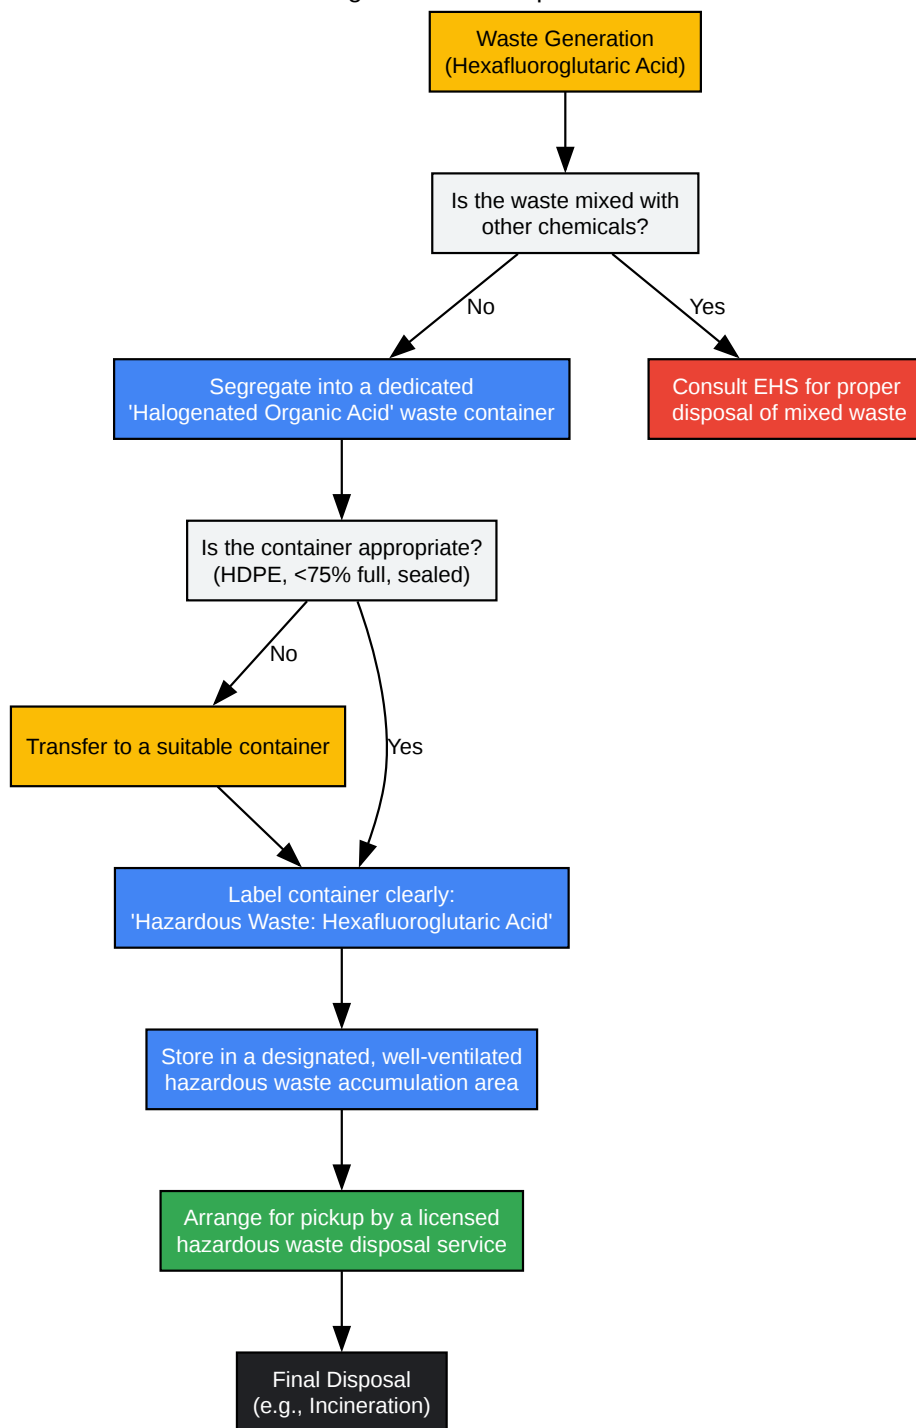 Waste Generation
(Hexafluoroglutaric Acid)
Is the waste mixed with
other chemicals?
No
Yes
Segregate into a dedicated
'Halogenated Organic Acid' waste container
Consult EHS for proper
disposal of mixed waste
Is the container appropriate?
(HDPE, <75% full, sealed)
No
Transfer to a suitable container
Yes
Label container clearly:
'Hazardous Waste: Hexafluoroglutaric Acid'
Store in a designated, well-ventilated
hazardous waste accumulation area
Arrange for pickup by a licensed
hazardous waste disposal service
Final Disposal
(e.g., Incineration)